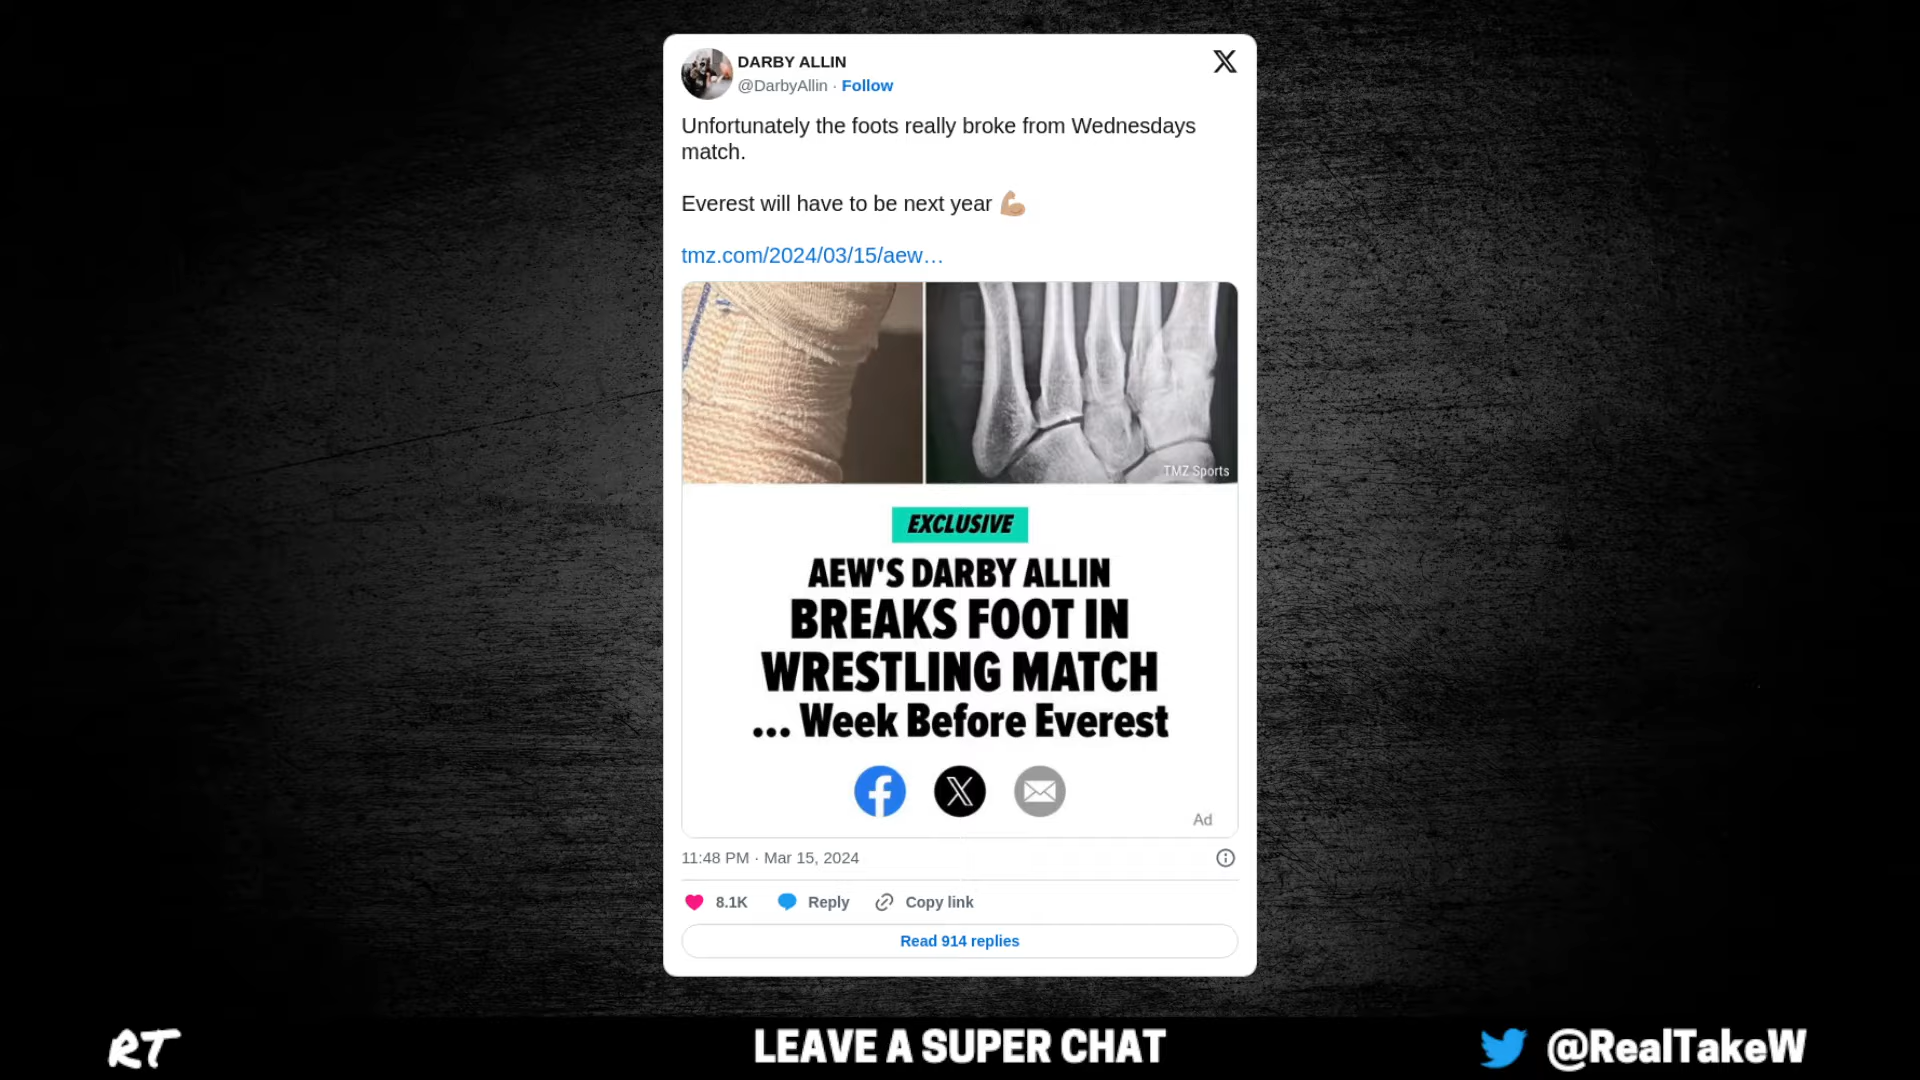 DARBY ALLIN
@DarbyAllin · Follow
Unfortunately the foots really broke from Wednesdays
match.
Everest will have to be next year 💪🏼
tmz.com/2024/03/15/aew…
TMZ Sports
EXCLUSIVE
AEW'S DARBY ALLIN
BREAKS FOOT IN
WRESTLING MATCH
... Week Before Everest
Ad
11:48 PM · Mar 15, 2024
8.1K Reply Copy link
Read 914 replies
RT LEAVE A SUPER CHAT @RealTakeW